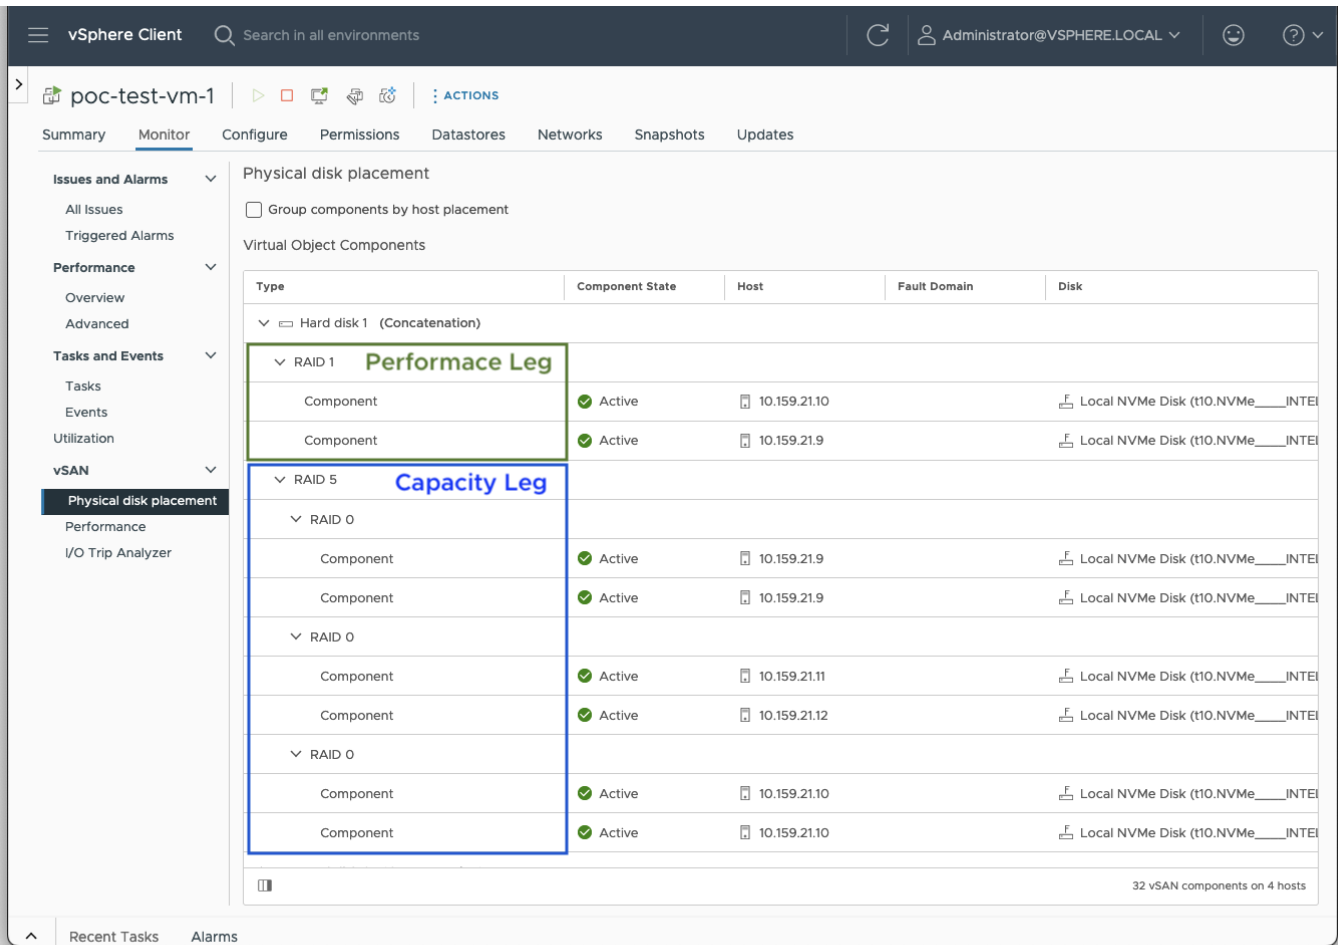 vSphere Client
Search in all environments
Administrator@VSPHERE.LOCAL
poc-test-vm-1
ACTIONS
Summary Monitor Configure Permissions Datastores Networks Snapshots Updates
Issues and Alarms
All Issues
Triggered Alarms
Performance
Overview
Advanced
Tasks and Events
Tasks
Events
Utilization
vSAN
Physical disk placement
Performance
I/O Trip Analyzer
Physical disk placement
Group components by host placement
Virtual Object Components
Type Component State Host Fault Domain Disk
Hard disk 1 (Concatenation)
RAID 1 Performace Leg
Component Active 10.159.21.10 Local NVMe Disk (t10.NVMe____INTEL
Component Active 10.159.21.9 Local NVMe Disk (t10.NVMe____INTEL
RAID 5 Capacity Leg
RAID 0
Component Active 10.159.21.9 Local NVMe Disk (t10.NVMe____INTEL
Component Active 10.159.21.9 Local NVMe Disk (t10.NVMe____INTEL
RAID 0
Component Active 10.159.21.11 Local NVMe Disk (t10.NVMe____INTEL
Component Active 10.159.21.12 Local NVMe Disk (t10.NVMe____INTEL
RAID 0
Component Active 10.159.21.10 Local NVMe Disk (t10.NVMe____INTEL
Component Active 10.159.21.10 Local NVMe Disk (t10.NVMe____INTEL
32 vSAN components on 4 hosts
Recent Tasks Alarms